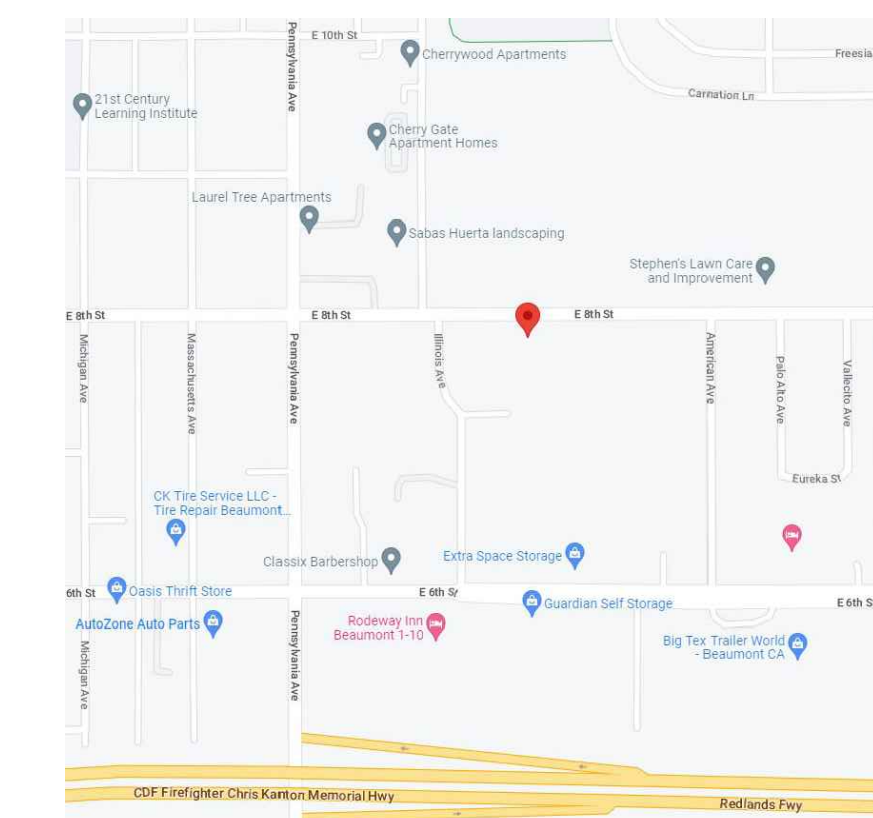 E 10th St
Pennsylvania Ave
Cherrywood Apartments
Freesia
Carnation Ln
21st Century
Learning Institute
Cherry Gate
Apartment Homes
Laurel Tree Apartments
Sabas Huerta landscaping
Stephen's Lawn Care
and Improvement
E 8th St
E 8th St
E 8th St
Michigan Ave
Massachusetts Ave
Pennsylvania Ave
Illinois Ave
American Ave
Palo Alto Ave
Vallecito Ave
Eureka St
CK Tire Service LLC -
Tire Repair Beaumont...
Classix Barbershop
Extra Space Storage
6th St
Oasis Thrift Store
E 6th St
Guardian Self Storage
E 6th S
AutoZone Auto Parts
Rodeway Inn
Beaumont 1-10
Michigan Ave
Pennsylvania Ave
Big Tex Trailer World
- Beaumont CA
CDF Firefighter Chris Kanton Memorial Hwy
Redlands Fwy